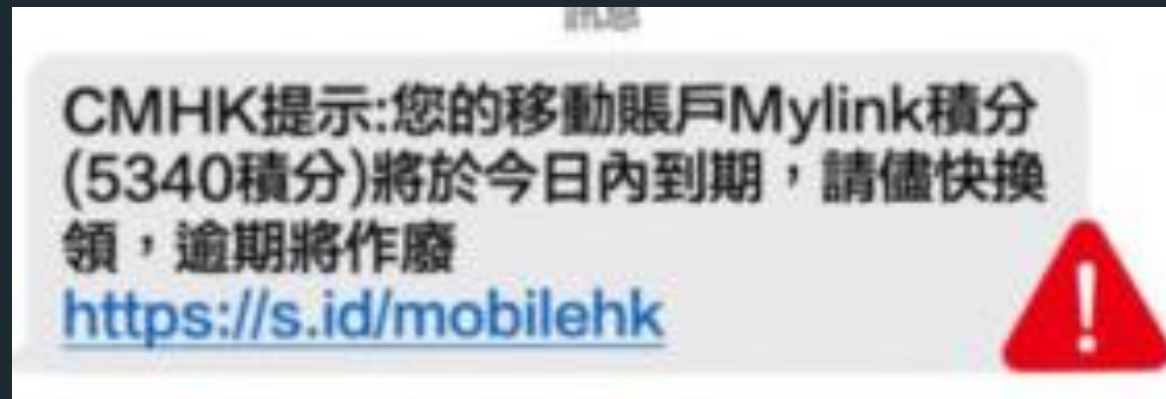 訊息
CMHK提示:您的移動賬戶Mylink積分
(5340積分)將於今日內到期，請儘快換
領，逾期將作廢
https://s.id/mobilehk
!